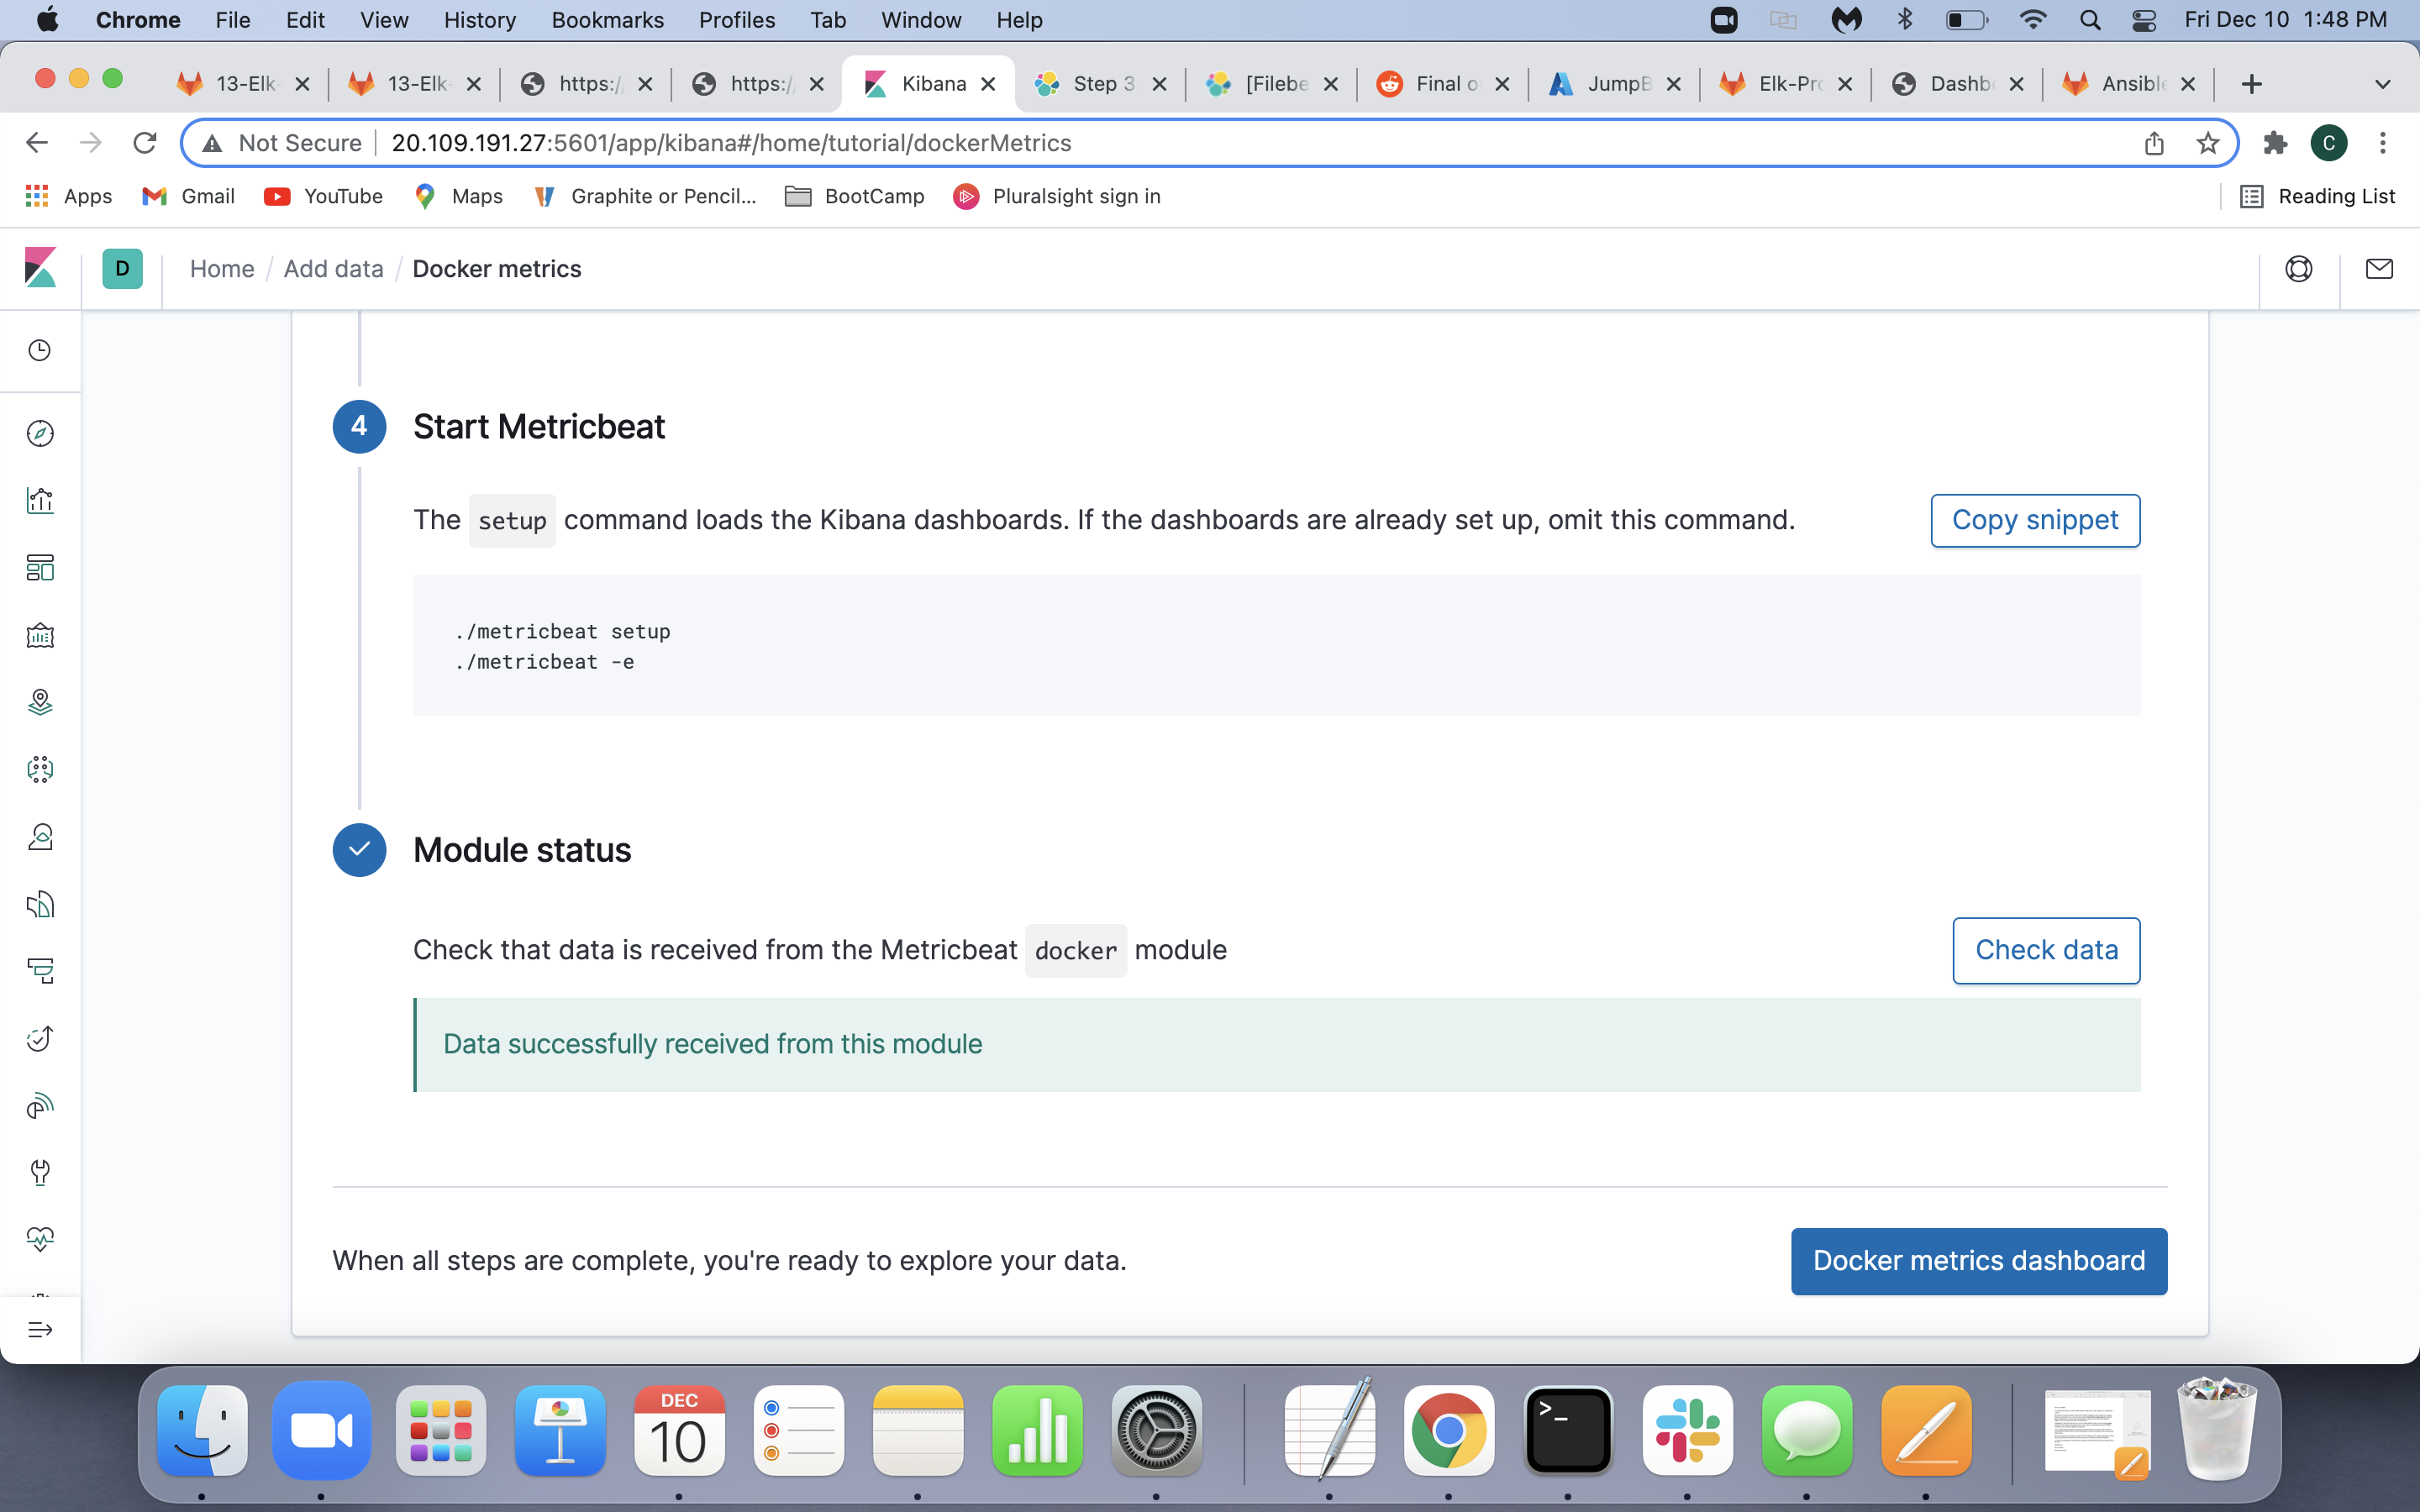 Chrome File Edit View History Bookmarks Profiles Tab Window Help Fri Dec 10 1:48 PM
13-Elk 13-Elk https:/ https:/ Kibana Step 3 [Filebe Final o JumpB Elk-Pro Dashb Ansible
Not Secure 20.109.191.27:5601/app/kibana#/home/tutorial/dockerMetrics C
Apps Gmail YouTube Maps Graphite or Pencil... BootCamp Pluralsight sign in Reading List
D Home / Add data / Docker metrics
4 Start Metricbeat
The setup command loads the Kibana dashboards. If the dashboards are already set up, omit this command. Copy snippet
./metricbeat setup
./metricbeat -e
Module status
Check that data is received from the Metricbeat docker module Check data
Data successfully received from this module
When all steps are complete, you're ready to explore your data. Docker metrics dashboard
DEC
10
>_